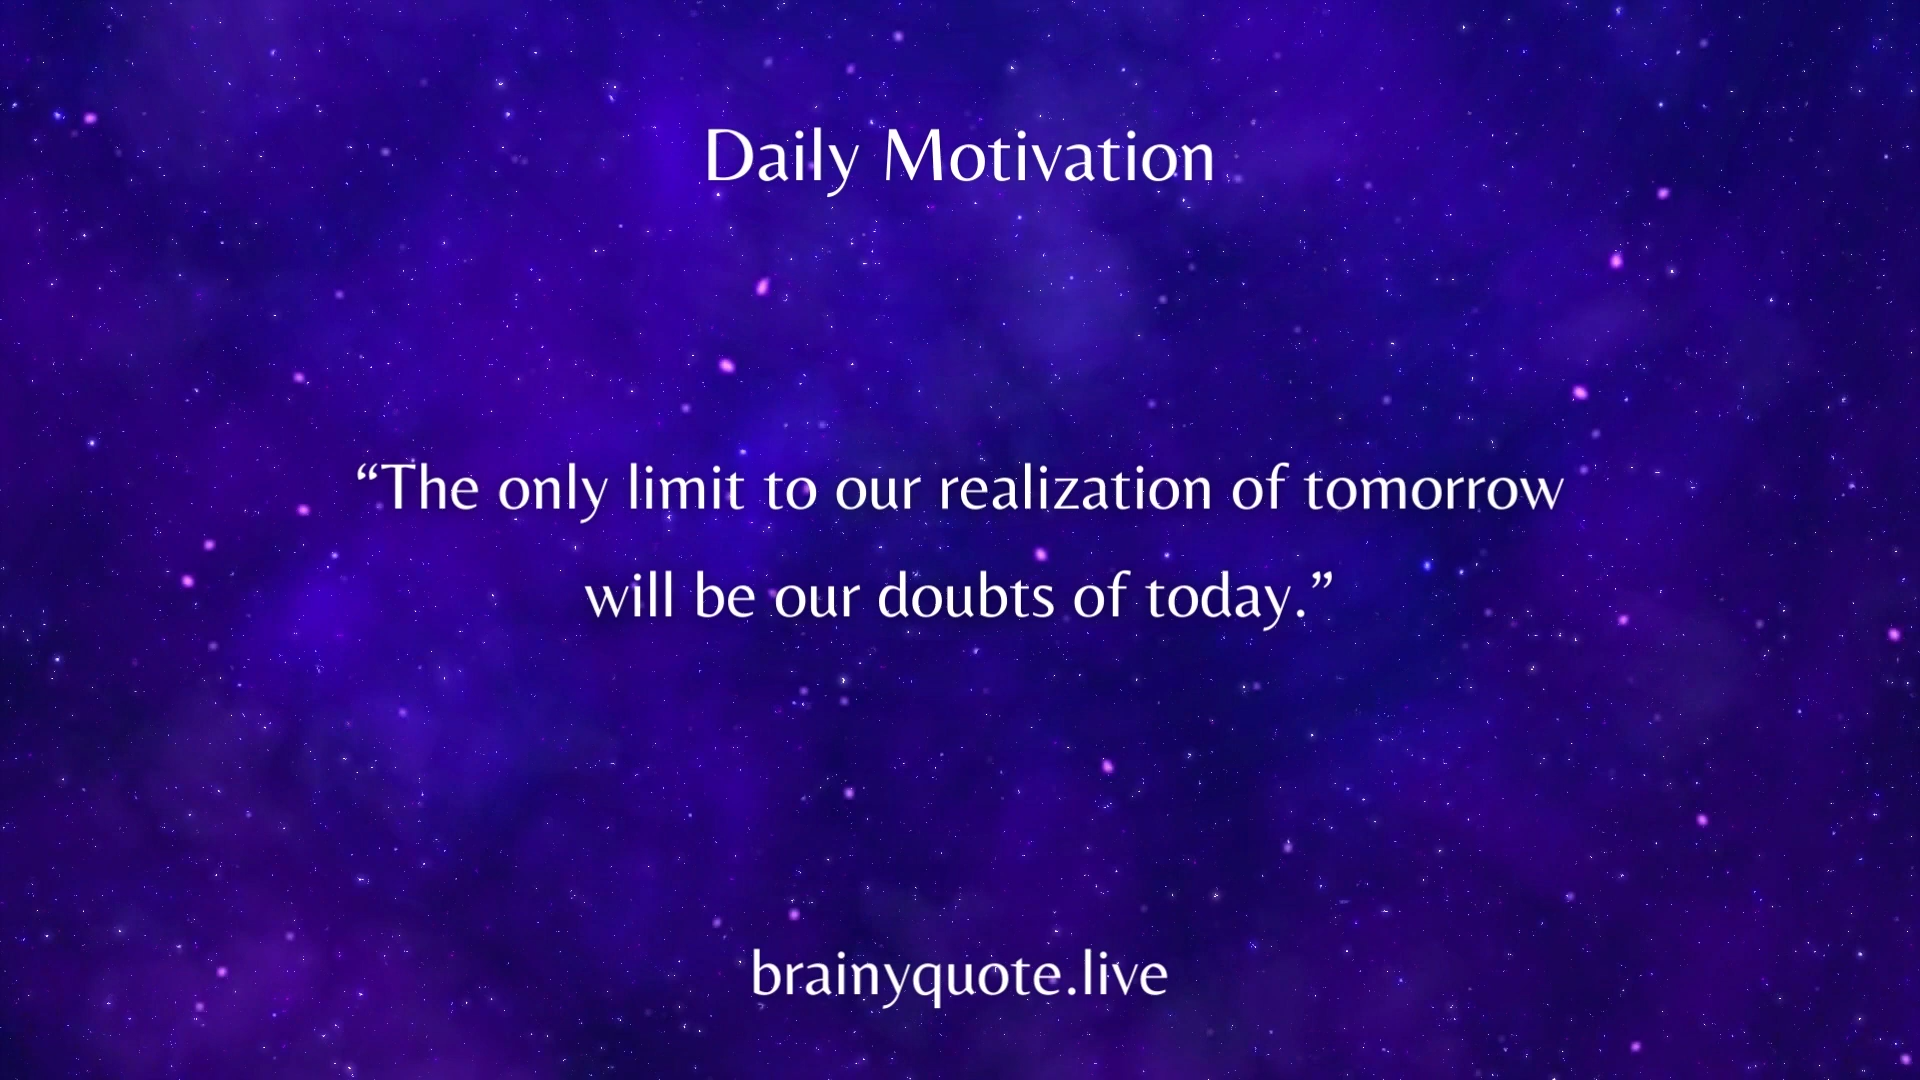 Daily Motivation
“The only limit to our realization of tomorrow
will be our doubts of today.”
brainyquote.live